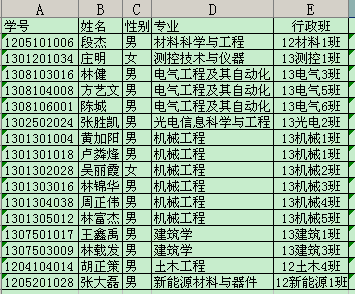 A B C D E
学号 姓名 性别 专业 行政班
1205101006 段杰 男 材料科学与工程 12材料1班
1301201034 庄明 女 测控技术与仪器 13测控1班
1308103016 林健 男 电气工程及其自动化 13电气3班
1308104008 方艺文 男 电气工程及其自动化 13电气5班
1308106001 陈城 男 电气工程及其自动化 13电气6班
1302502024 张胜凯 男 光电信息科学与工程 13光电2班
1301301004 黄加阳 男 机械工程 13机械1班
1301301018 卢龚烽 男 机械工程 13机械1班
1301302028 吴丽霞 女 机械工程 13机械2班
1301303016 林锦华 男 机械工程 13机械3班
1301304038 周正伟 男 机械工程 13机械4班
1301305012 林富杰 男 机械工程 13机械5班
1307501017 王鑫禹 男 建筑学 13建筑1班
1307503009 林载发 男 建筑学 13建筑3班
1204104014 胡正策 男 土木工程 12土木4班
1205201028 张大磊 男 新能源材料与器件 12新能源1班